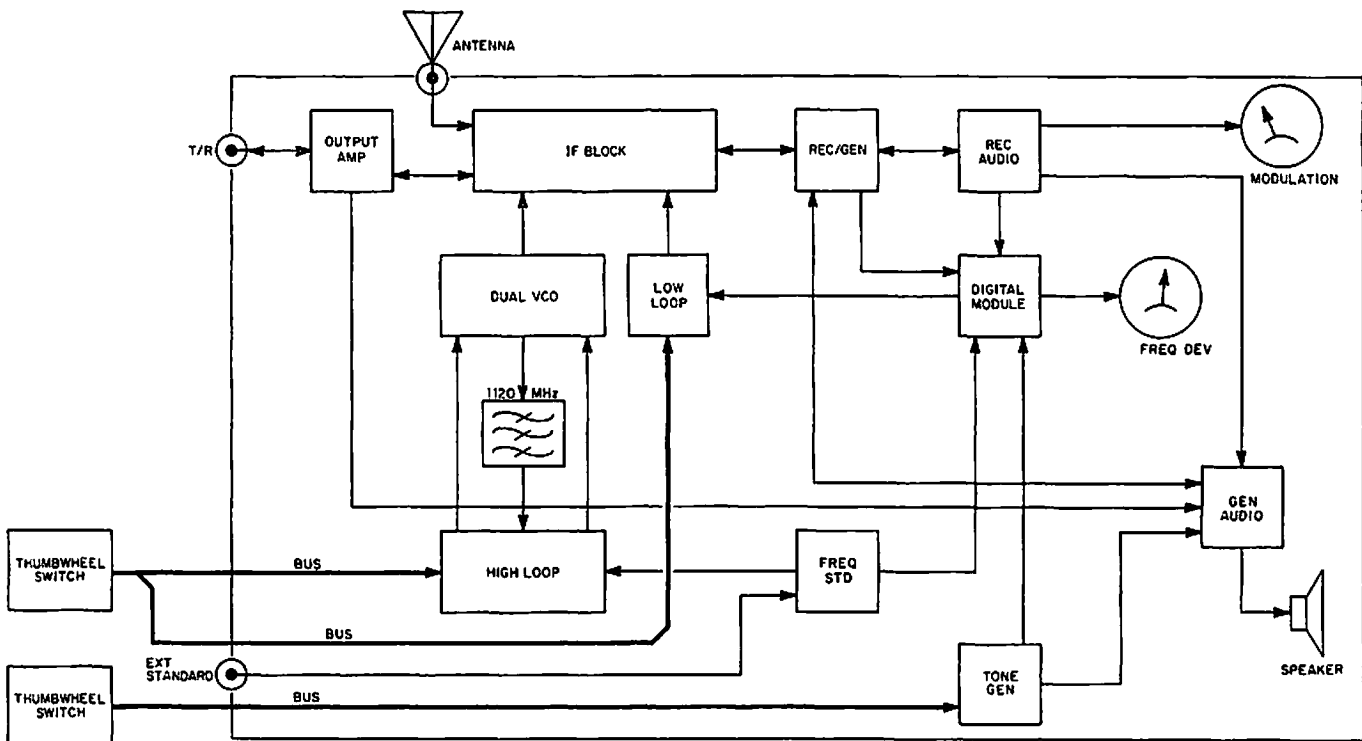 ANTENNA
T/R
OUTPUT
AMP
IF BLOCK
REC/GEN
REC
AUDIO
MODULATION
DUAL VCO
LOW
LOOP
DIGITAL
MODULE
FREQ DEV
1120 MHz
GEN
AUDIO
THUMBWHEEL
SWITCH
BUS
HIGH LOOP
FREQ
STD
BUS
EXT
STANDARD
TONE
GEN
SPEAKER
THUMBWHEEL
SWITCH
BUS